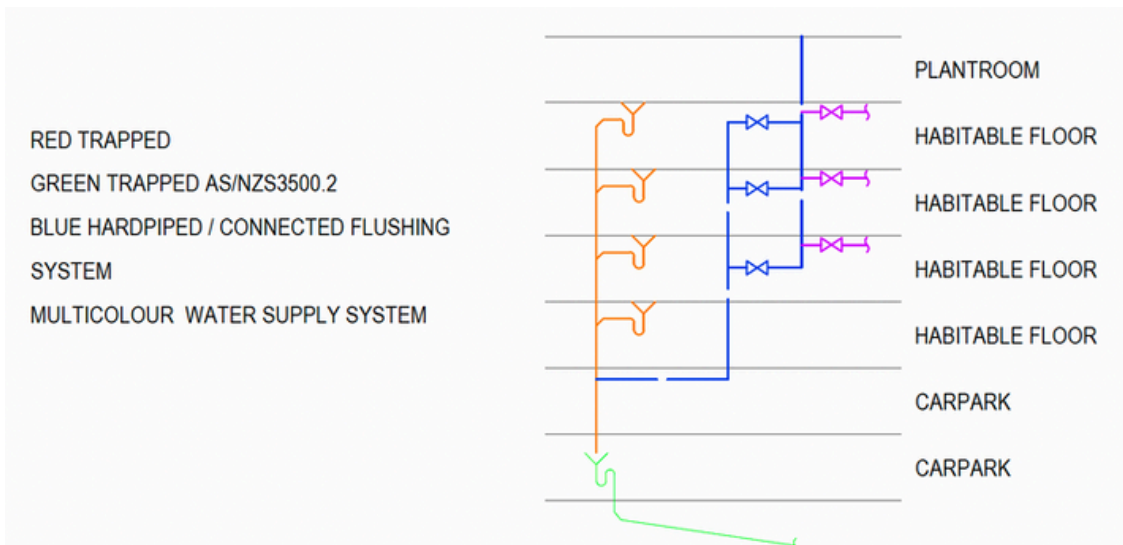 RED TRAPPED
GREEN TRAPPED AS/NZS3500.2
BLUE HARDPIPED / CONNECTED FLUSHING
SYSTEM
MULTICOLOUR WATER SUPPLY SYSTEM
PLANTROOM
HABITABLE FLOOR
HABITABLE FLOOR
HABITABLE FLOOR
HABITABLE FLOOR
CARPARK
CARPARK